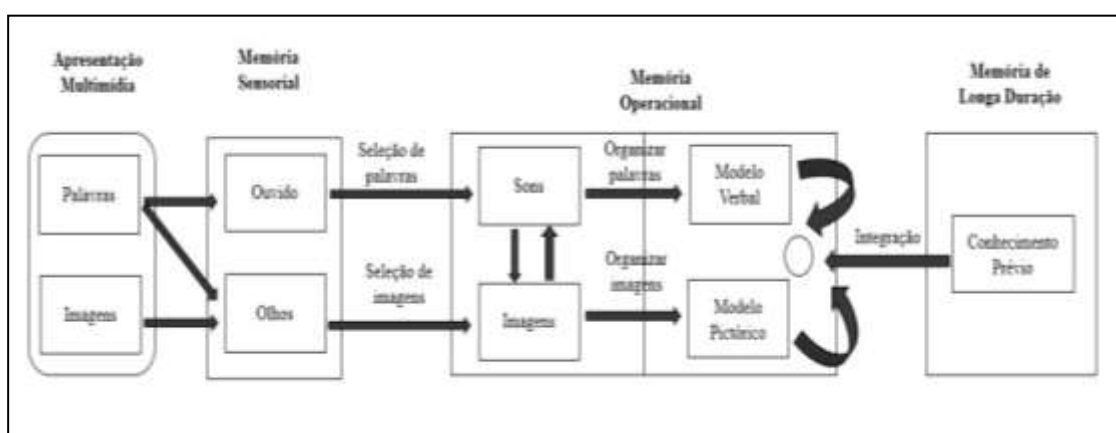 Apresentação
Multimídia
Memória
Sensorial
Memória
Operacional
Memória de
Longa Duração
Palavras
Imagens
Ouvido
Olhos
Seleção de
palavras
Seleção de
imagens
Sons
Imagens
Organizar
palavras
Organizar
imagens
Modelo
Verbal
Modelo
Pictórico
Integração
Conhecimento
Prévio